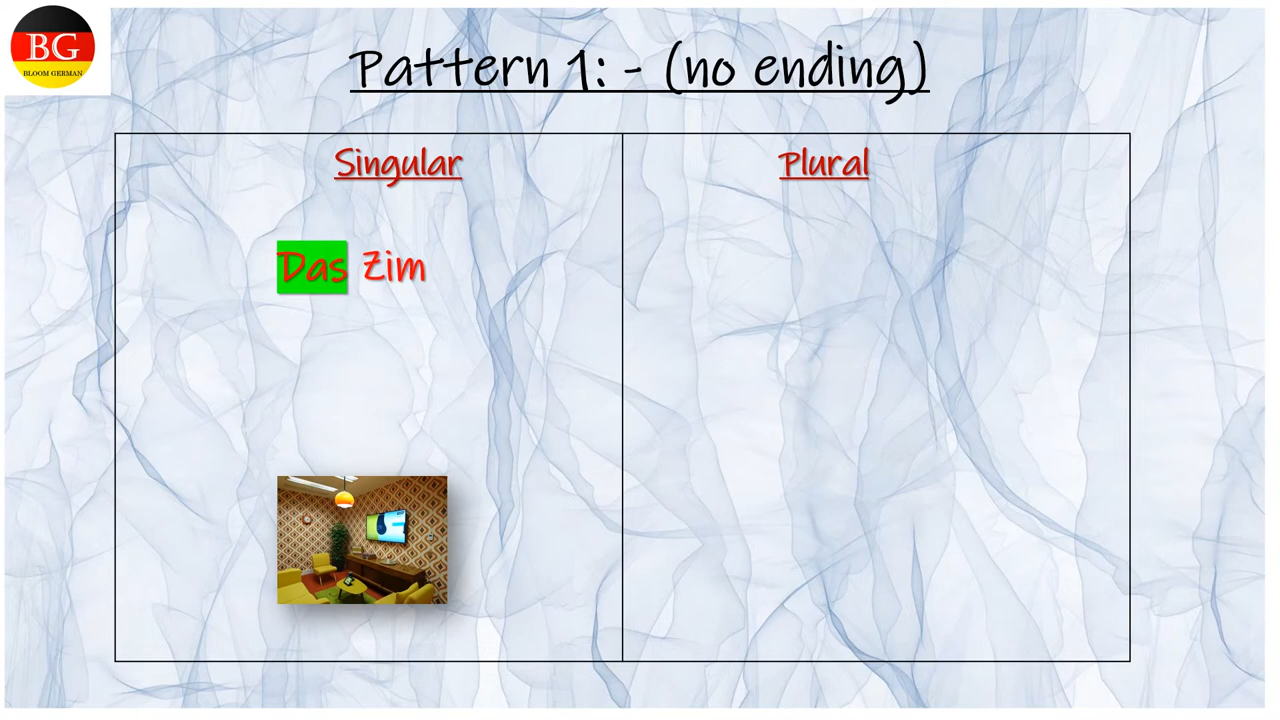 BG
BLOOM GERMAN
Pattern 1: - (no ending)
Singular
Plural
Das Zim